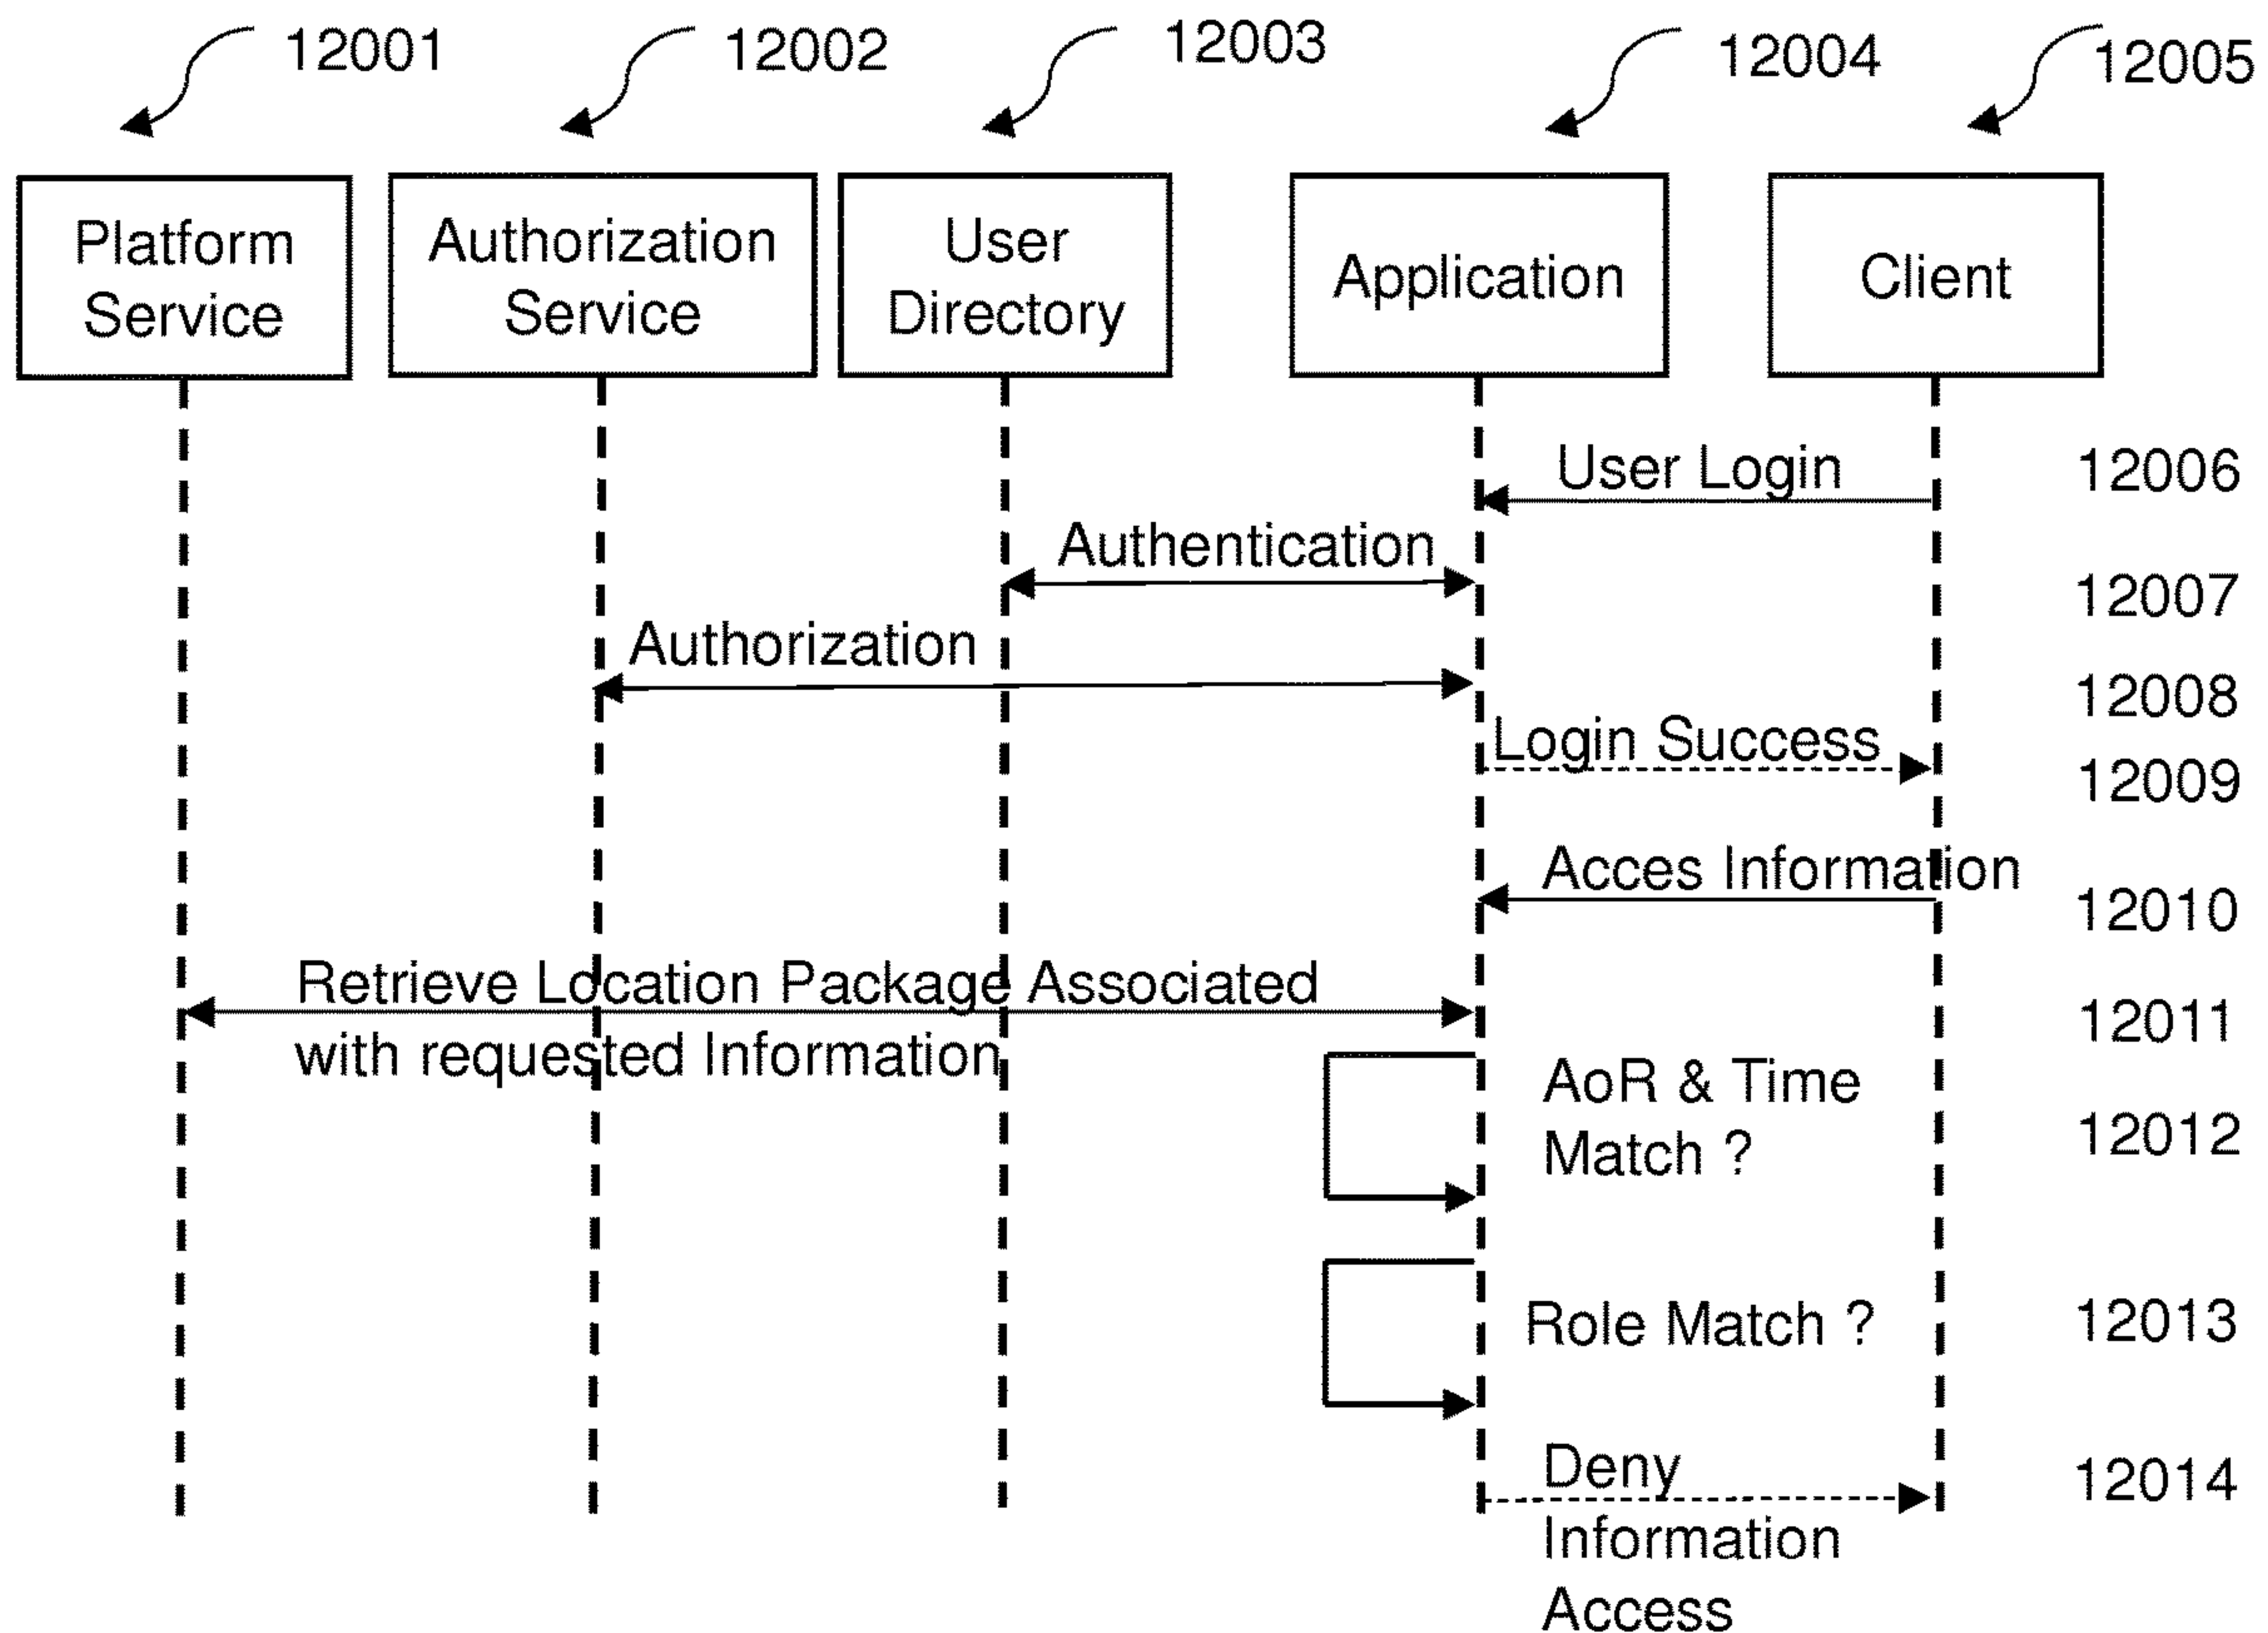 12001
12002
12003
12004
12005
Platform
Service
Authorization
Service
User
Directory
Application
Client
User Login
12006
Authentication
12007
Authorization
12008
Login Success
12009
Acces Information
12010
Retrieve Location Package Associated
with requested Information
12011
AoR & Time
Match ?
12012
Role Match ?
12013
Deny
Information
Access
12014